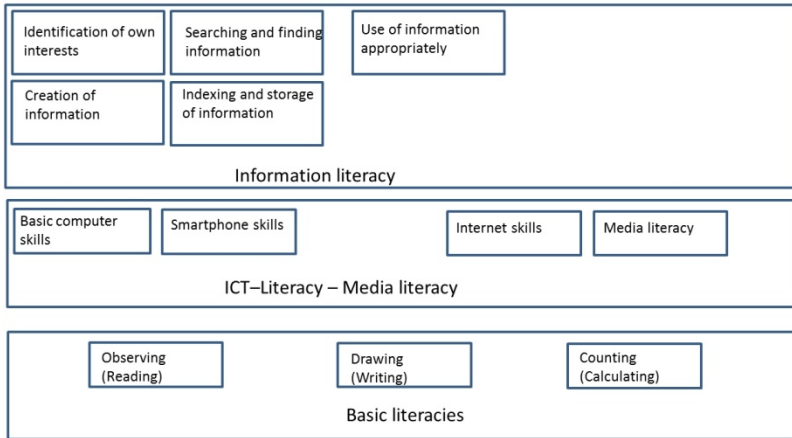 Identification of own
interests
Searching and finding
information
Use of information
appropriately
Creation of
information
Indexing and storage
of information
Information literacy
Basic computer
skills
Smartphone skills
Internet skills
Media literacy
ICT–Literacy – Media literacy
Observing
(Reading)
Drawing
(Writing)
Counting
(Calculating)
Basic literacies